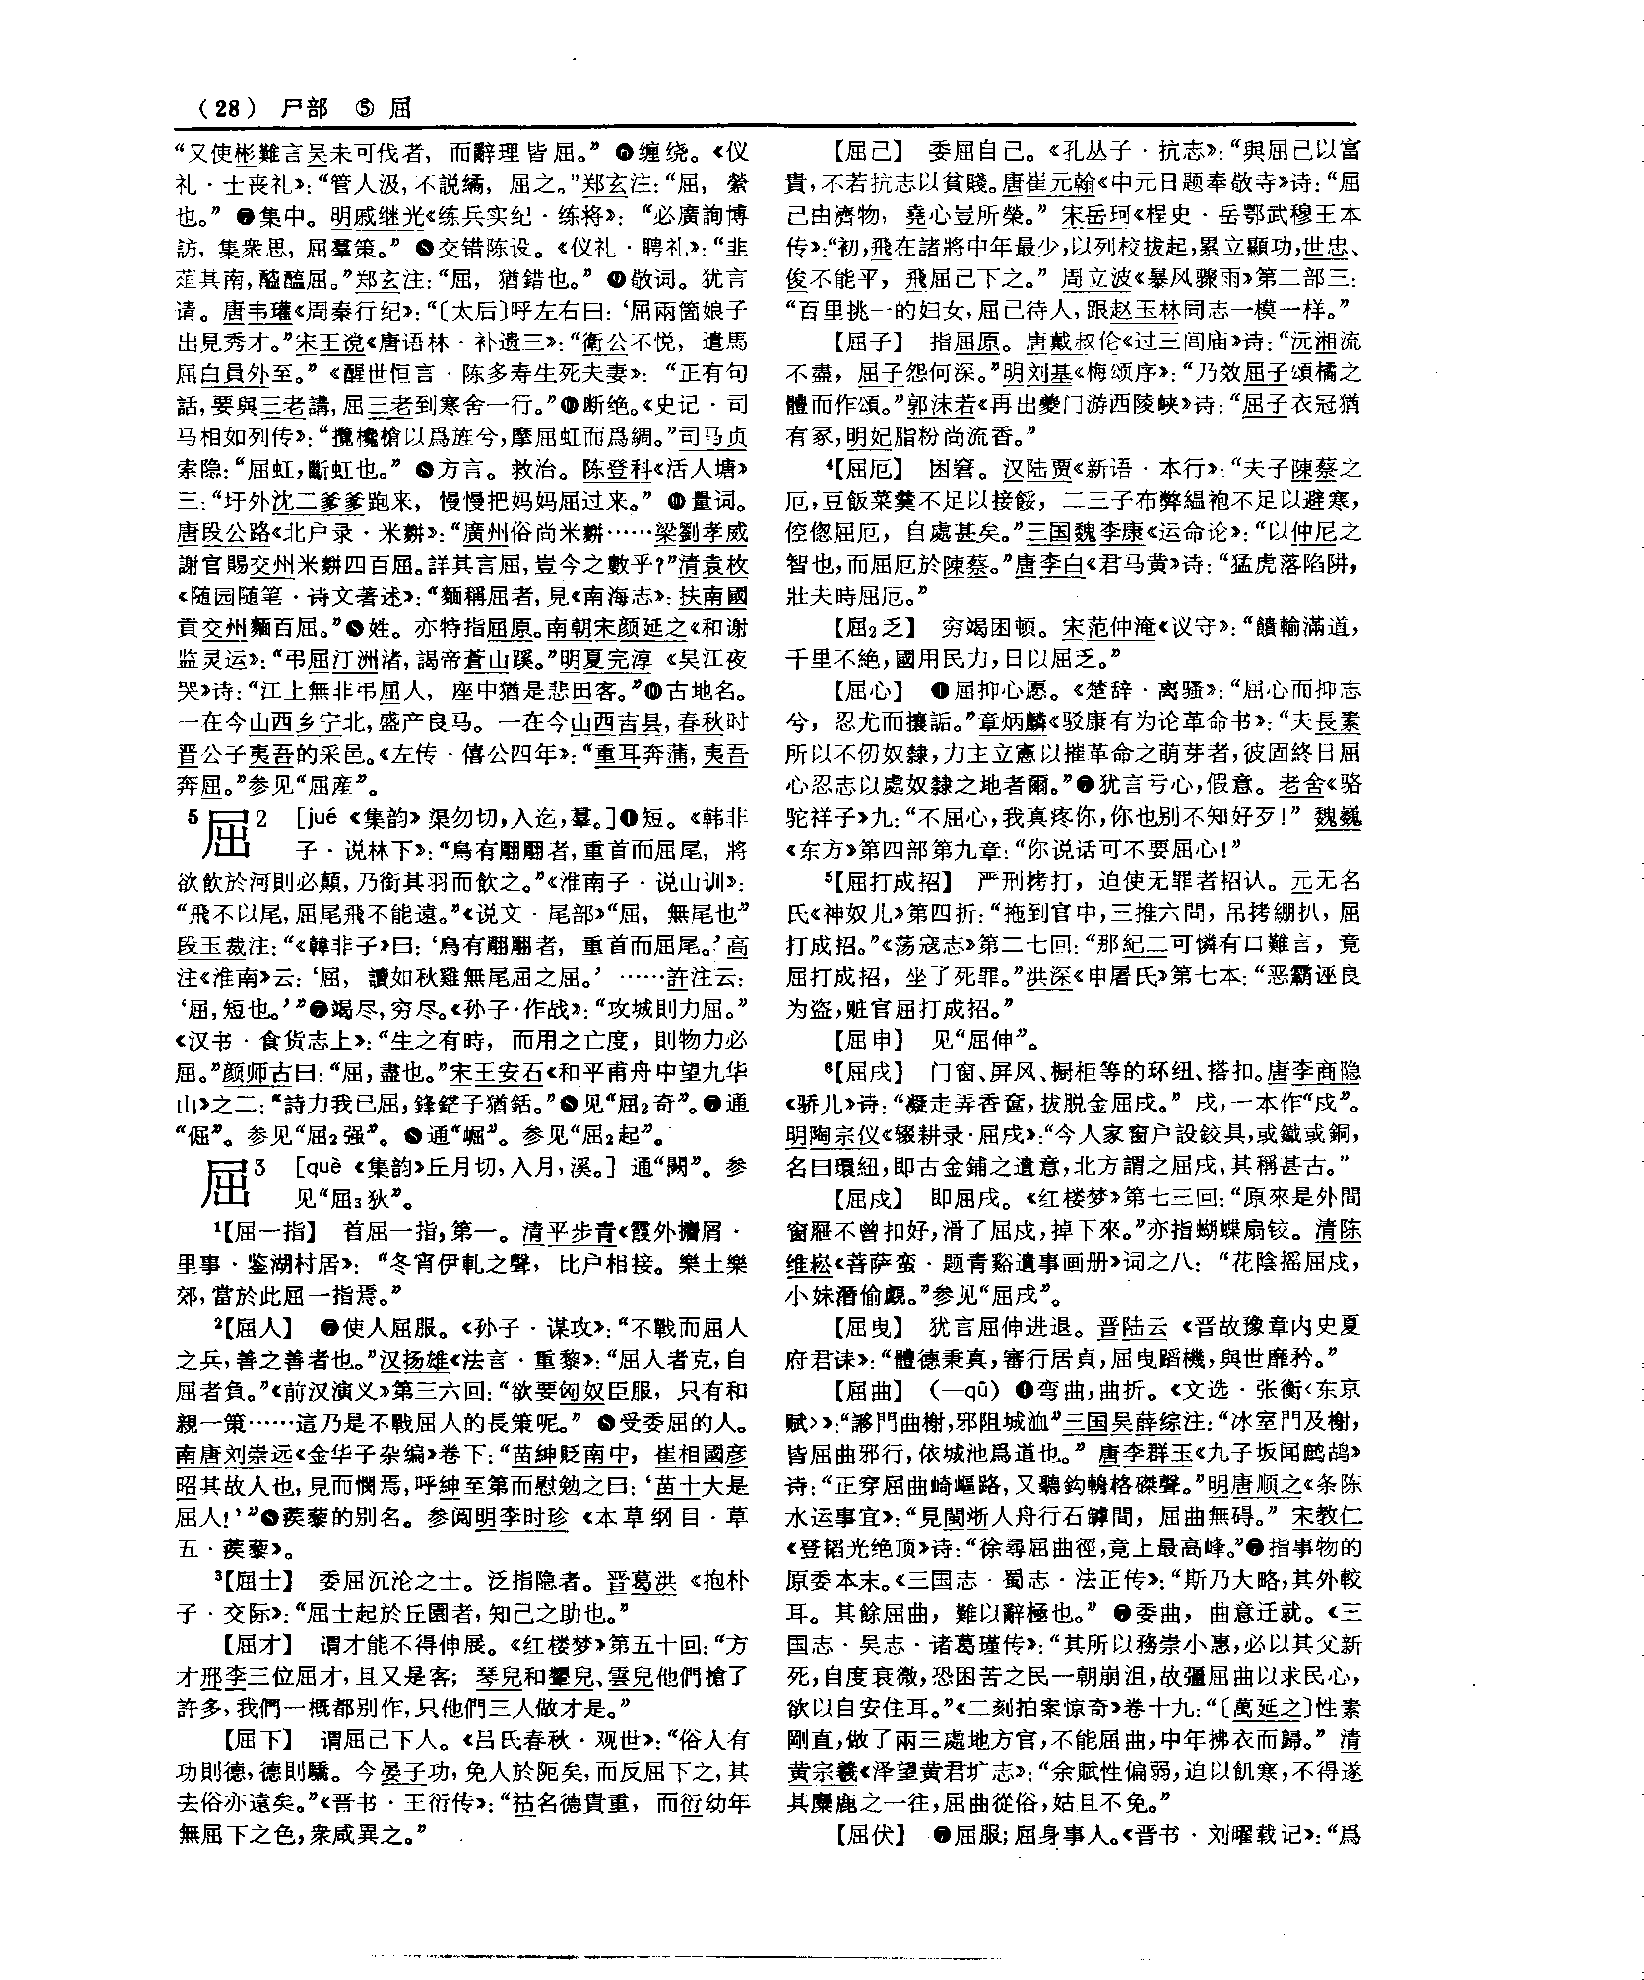 （28） 尸部 ⑤ 屈
“又使彬難言吴未可伐者，而辭理皆屈。” 缠绕。《仪
礼·士丧礼》：“管人汲，不説繘，屈之。”郑玄注：“屈，縈
也。” 集中。明戚继光《练兵实纪·练将》：“必廣詢博
訪，集衆思，屈羣策。” 交错陈设。《仪礼·聘礼》：“韭
菹其南，醓醢屈。”郑玄注：“屈，猶錯也。” 敬词。犹言
请。唐韦瓘《周秦行纪》：“〔太后〕呼左右曰：‘屈兩箇娘子
出見秀才。”宋王谠《唐语林·补遗三》：“衛公不悦，遣馬
屈白員外至。”《醒世恒言·陈多寿生死夫妻》：“正有句
話，要與三老講，屈三老到寒舍一行。”断绝。《史记·司
马相如列传》：“攬欃槍以爲旌兮，靡屈虹而爲綢。”司马贞
索隐：“屈虹，斷虹也。” 方言。救治。陈登科《活人塘》
三：“圩外沈二爹爹跑来，慢慢把妈妈屈过来。” 量词。
唐段公路《北户录·米䴵》：“廣州俗尚米䴵……梁劉孝威
謝官賜交州米䴵四百屈。詳其言屈，豈今之數乎？”清袁枚
《随园随笔·诗文著述》：“麵稱屈者，見《南海志》：扶南國
貢交州麵百屈。”姓。亦特指屈原。南朝宋颜延之《和谢
监灵运》：“弔屈汀洲渚，謁帝蒼山蹊。”明夏完淳《吴江夜
哭》诗：“江上無非弔屈人，座中猶是悲田客。”古地名。
一在今山西乡宁北，盛产良马。一在今山西吉县，春秋时
晋公子夷吾的采邑。《左传·僖公四年》：“重耳奔蒲，夷吾
奔屈。”参见“屈産”。
5屈2 ［jué《集韵》渠勿切，入迄，羣。］❶短。《韩非
子·说林下》：“鳥有翢翢者，重首而屈尾，將
欲飲於河則必顛，乃銜其羽而飲之。”《淮南子·说山训》：
“飛不以尾，屈尾飛不能遠。”《说文·尾部》“屈，無尾也”
段玉裁注：“《韓非子》曰：‘鳥有翢翢者，重首而屈尾。’高
注《淮南》云：‘屈，讀如秋雞無尾屈之屈。’……許注云：
‘屈，短也。’”❷竭尽，穷尽。《孙子·作战》：“攻城則力屈。”
《汉书·食货志上》：“生之有時，而用之亡度，則物力必
屈。”颜师古曰：“屈，盡也。”宋王安石《和平甫舟中望九华
山》之二：“詩力我已屈，鋒鋩子猶銛。”❸见“屈2奇”。❹通
“倔”。参见“屈2强”。❺通“崛”。参见“屈2起”。
屈3 ［què《集韵》丘月切，入月，溪。］通“闕”。参
见“屈3狄”。
1【屈一指】 首屈一指，第一。清平步青《霞外攟屑·
里事·鉴湖村居》：“冬宵伊軋之聲，比户相接。樂土樂
郊，當於此屈一指焉。”
2【屈人】 ❶使人屈服。《孙子·谋攻》：“不戰而屈人
之兵，善之善者也。”汉扬雄《法言·重黎》：“屈人者克，自
屈者負。”《前汉演义》第三六回：“欲要匈奴臣服，只有和
親一策……這乃是不戰屈人的長策呢。” ❷受委屈的人。
南唐刘崇远《金华子杂编》卷下：“苗紳貶南中，崔相國彦
昭其故人也，見而憫焉，呼紳至第而慰勉之曰：‘苗十大是
屈人！’”❸蒺藜的别名。参阅明李时珍《本草纲目·草
五·蒺藜》。
3【屈士】 委屈沉沦之士。泛指隐者。晋葛洪《抱朴
子·交际》：“屈士起於丘園者，知己之助也。”
【屈才】 谓才能不得伸展。《红楼梦》第五十回：“方
才邢李三位屈才，且又是客；琴兒和顰兒、雲兒他們搶了
許多，我們一概都别作，只他們三人做才是。”
【屈下】 谓屈己下人。《吕氏春秋·观世》：“俗人有
功則德，德則驕。今晏子功，免人於阨矣，而反屈下之，其
去俗亦遠矣。”《晋书·王衍传》：“祜名德貴重，而衍幼年
無屈下之色，衆咸異之。”
【屈己】 委屈自己。《孔丛子·抗志》：“與屈己以富
貴，不若抗志以貧賤。唐崔元翰《中元日题奉敬寺》诗：“屈
己由濟物，堯心豈所榮。” 宋岳珂《桯史·岳鄂武穆王本
传》：“初，飛在諸將中年最少，以列校拔起，累立顯功，世忠、
俊不能平，飛屈己下之。” 周立波《暴风骤雨》第二部三：
“百里挑一的妇女，屈己待人，跟赵玉林同志一模一样。”
【屈子】 指屈原。唐戴叔伦《过三闾庙》诗：“沅湘流
不盡，屈子怨何深。”明刘基《梅颂序》：“乃效屈子頌橘之
體而作頌。”郭沫若《再出夔门游西陵峡》诗：“屈子衣冠猶
有冢，明妃脂粉尚流香。”
4【屈厄】 困窘。汉陆贾《新语·本行》：“夫子陳蔡之
厄，豆飯菜羹不足以接餒，二三子布弊緼袍不足以避寒，
倥偬屈厄，自處甚矣。”三国魏李康《运命论》：“以仲尼之
智也，而屈厄於陳蔡。”唐李白《君马黄》诗：“猛虎落陷阱，
壯夫時屈厄。”
【屈2乏】 穷竭困顿。宋范仲淹《议守》：“饋輸滿道，
千里不絶，國用民力，日以屈乏。”
【屈心】 ❶屈抑心愿。《楚辞·离骚》：“屈心而抑志
兮，忍尤而攘詬。”章炳麟《驳康有为论革命书》：“夫長素
所以不仞奴隸，力主立憲以摧革命之萌芽者，彼固終日屈
心忍志以處奴隸之地者爾。”❷犹言亏心，假意。老舍《骆
驼祥子》九：“不屈心，我真疼你，你也别不知好歹！” 魏巍
《东方》第四部第九章：“你说话可不要屈心！”
5【屈打成招】 严刑拷打，迫使无罪者招认。元无名
氏《神奴儿》第四折：“拖到官中，三推六問，吊拷繃扒，屈
打成招。”《荡寇志》第二七回：“那紀二可憐有口難言，竟
屈打成招，坐了死罪。”洪深《申屠氏》第七本：“恶霸诬良
为盗，赃官屈打成招。”
【屈申】 见“屈伸”。
6【屈戌】 门窗、屏风、橱柜等的环纽、搭扣。唐李商隐
《骄儿》诗：“凝走弄香奩，拔脱金屈戌。” 戌，一本作“戍”。
明陶宗仪《辍耕录·屈戌》：“今人家窗户設鉸具，或鐵或銅，
名曰環紐，即古金鋪之遺意，北方謂之屈戌，其稱甚古。”
【屈戍】 即屈戌。《红楼梦》第七三回：“原來是外間
窗屜不曾扣好，滑了屈戍，掉下來。”亦指蝴蝶扇铰。清陈
维崧《菩萨蛮·题青谿遗事画册》词之八：“花陰摇屈戍，
小妹潛偷覷。”参见“屈戌”。
【屈曳】 犹言屈伸进退。晋陆云《晋故豫章内史夏
府君诔》：“體德秉真，審行居貞，屈曳蹈機，與世靡矜。”
【屈曲】（—qū）❶弯曲，曲折。《文选·张衡〈东京
赋〉》：“謻門曲榭，邪阻城洫”三国吴薛综注：“冰室門及榭，
皆屈曲邪行，依城池爲道也。” 唐李群玉《九子坂闻鹧鸪》
诗：“正穿屈曲崎嶇路，又聽鈎輈格磔聲。”明唐顺之《条陈
水运事宜》：“見閩浙人舟行石罅間，屈曲無碍。” 宋教仁
《登韬光绝顶》诗：“徐尋屈曲徑，竟上最高峰。”❷指事物的
原委本末。《三国志·蜀志·法正传》：“斯乃大略，其外較
耳。其餘屈曲，難以辭極也。” ❸委曲，曲意迁就。《三
国志·吴志·诸葛瑾传》：“其所以務崇小惠，必以其父新
死，自度衰微，恐困苦之民一朝崩沮，故彊屈曲以求民心，
欲以自安住耳。”《二刻拍案惊奇》卷十九：“〔萬延之〕性素
剛直，做了兩三處地方官，不能屈曲，中年拂衣而歸。” 清
黄宗羲《泽望黄君圹志》：“余賦性偏弱，迫以飢寒，不得遂
其麋鹿之一往，屈曲從俗，姑且不免。”
【屈伏】 ❶屈服；屈身事人。《晋书·刘曜载记》：“爲